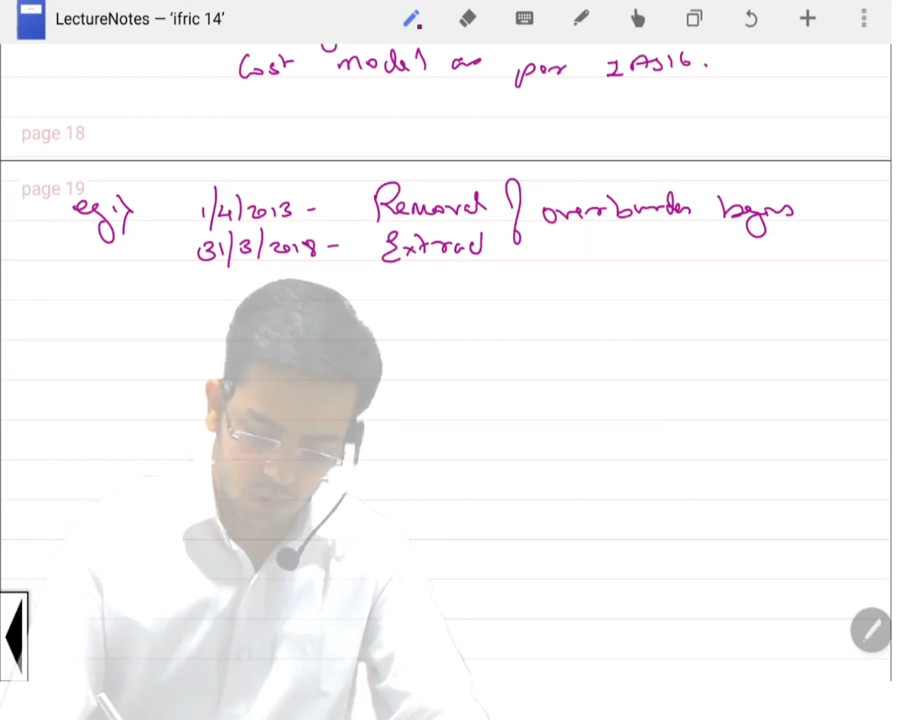 LectureNotes — ‘ifric 14’
Cost model as per IAS16.
page 18
page 19
eg:1) 1/4/2013 - Removal of overburden begins
31/3/2018 - Extract